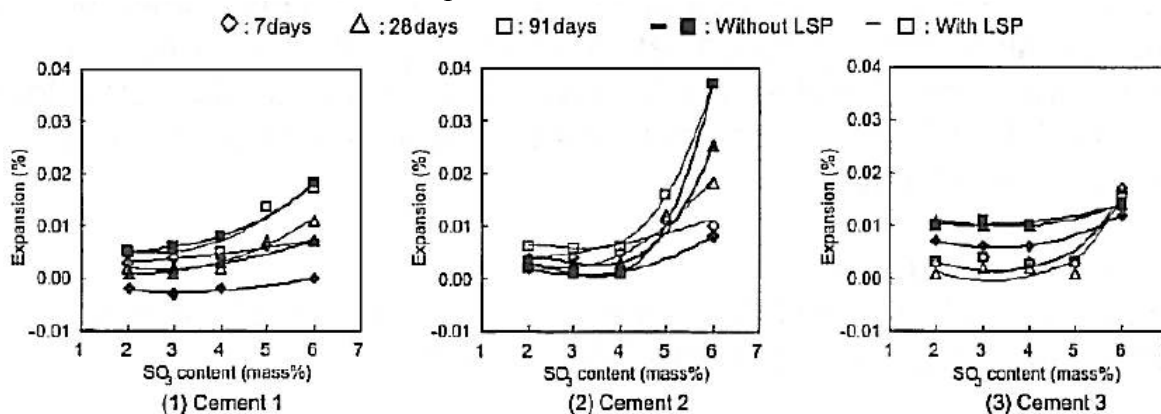 : 7days : 28days : 91days : Without LSP : With LSP
0.04 0.03 0.02 0.01 0.00 -0.01
Expansion (%)
1 2 3 4 5 6 7
SO3 content (mass%)
(1) Cement 1
0.04 0.03 0.02 0.01 0.00 -0.01
Expansion (%)
1 2 3 4 5 6 7
SO3 content (mass%)
(2) Cement 2
0.04 0.03 0.02 0.01 0.00 -0.01
Expansion (%)
1 2 3 4 5 6
SO3 content (mass%)
(3) Cement 3